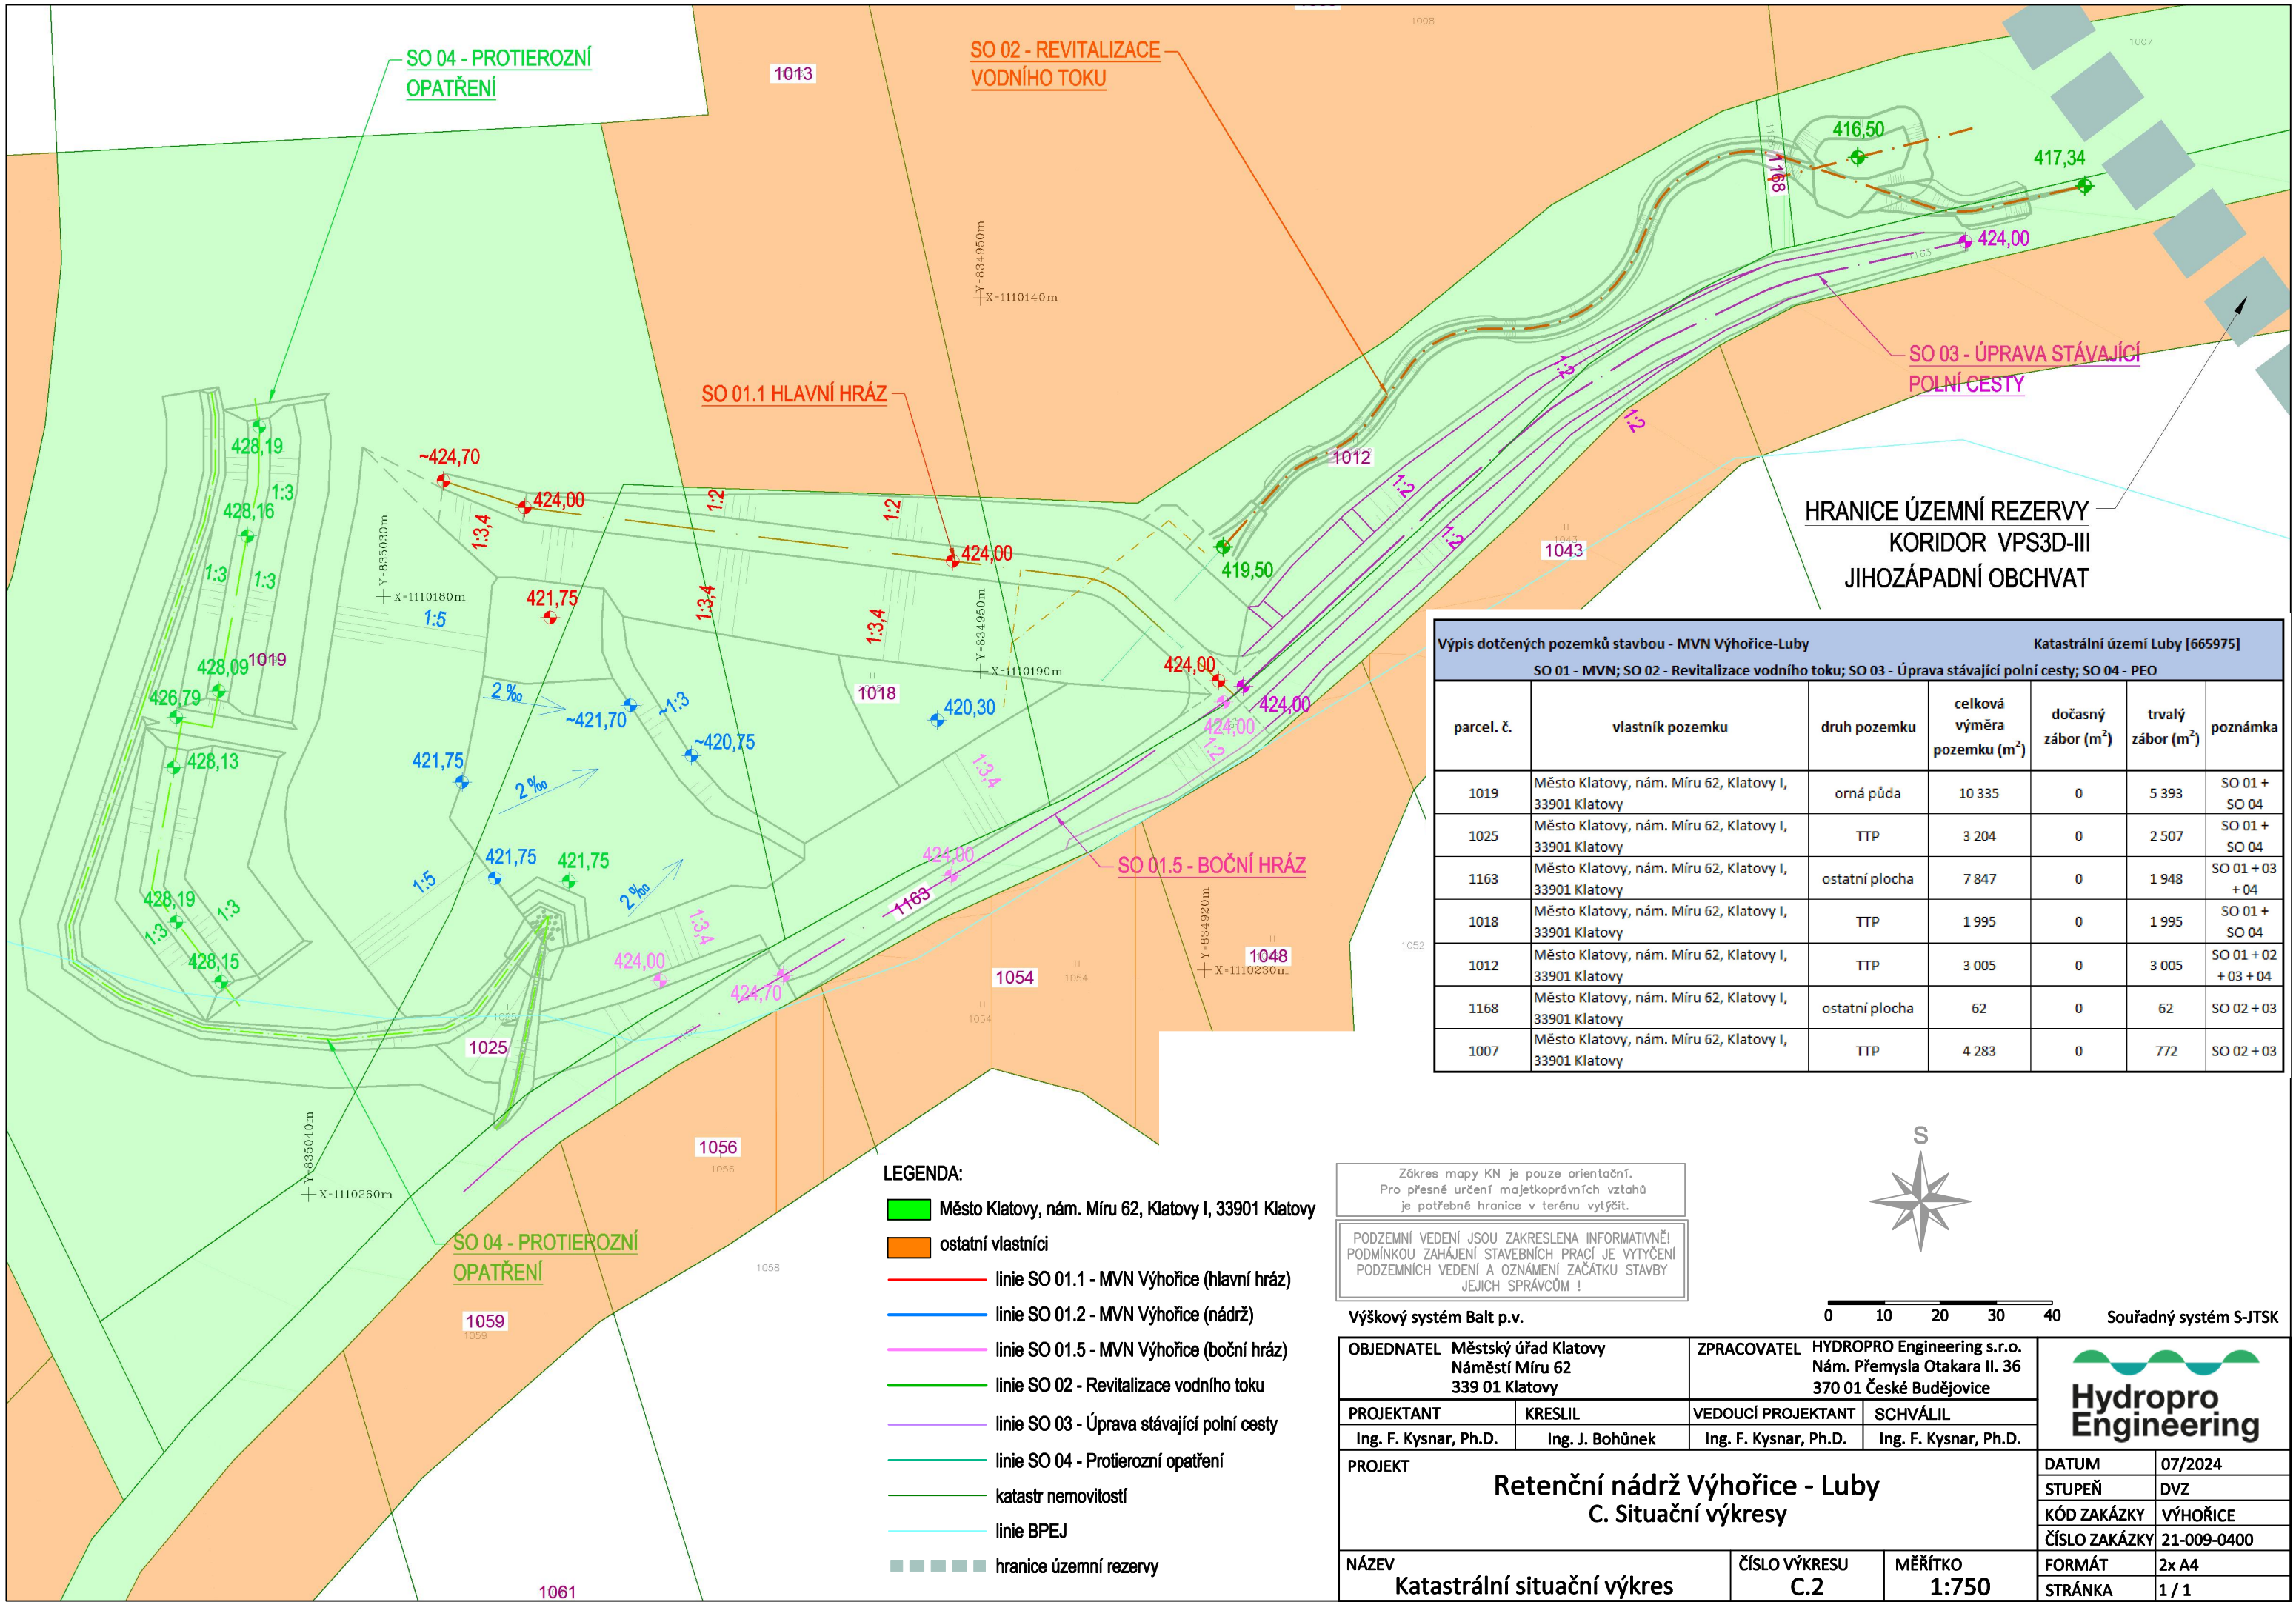 SO 04 - PROTIEROZNÍ
OPATŘENÍ
1013
SO 02 - REVITALIZACE
VODNÍHO TOKU
1008
1007
416,50
417,34
1168
424,00
1163
Y=834950m
X=1110140m
SO 03 - ÚPRAVA STÁVAJÍCÍ
POLNÍ CESTY
SO 01.1 HLAVNÍ HRÁZ
1:2
1:2
428,19
~424,70
1012
1:3
424,00
1:2
1:2
1:2
428,16
1:3,4
1:2
HRANICE ÚZEMNÍ REZERVY
KORIDOR VPS3D-III
JIHOZÁPADNÍ OBCHVAT
1043
1043
424,00
419,50
1:3
1:3
Y=835030m
X=1110180m
421,75
1:5
1:3,4
1:3,4
Y=834950m
X=1110190m
428,09
1019
424,00
426,79
2 ‰
~421,70
~1:3
1018
420,30
424,00
424,00
1:2
428,13
421,75
~420,75
2 ‰
1:3,4
421,75
421,75
424,00
SO 01.5 - BOČNÍ HRÁZ
1:5
2 ‰
1163
428,19
1:3
1:3
1:3,4
Y=834920m
X=1110230m
1048
1052
428,15
424,00
424,70
1054
1054
1054
1025
1025
1056
1056
Y=835040m
X=1110260m
SO 04 - PROTIEROZNÍ
OPATŘENÍ
1058
1059
1059
1061
Výpis dotčených pozemků stavbou - MVN Výhořice-Luby Katastrální území Luby [665975]
SO 01 - MVN; SO 02 - Revitalizace vodního toku; SO 03 - Úprava stávající polní cesty; SO 04 - PEO
parcel. č. vlastník pozemku druh pozemku celková výměra pozemku (m²) dočasný zábor (m²) trvalý zábor (m²) poznámka
1019 Město Klatovy, nám. Míru 62, Klatovy I, 33901 Klatovy orná půda 10 335 0 5 393 SO 01 + SO 04
1025 Město Klatovy, nám. Míru 62, Klatovy I, 33901 Klatovy TTP 3 204 0 2 507 SO 01 + SO 04
1163 Město Klatovy, nám. Míru 62, Klatovy I, 33901 Klatovy ostatní plocha 7 847 0 1 948 SO 01 + 03 + 04
1018 Město Klatovy, nám. Míru 62, Klatovy I, 33901 Klatovy TTP 1 995 0 1 995 SO 01 + SO 04
1012 Město Klatovy, nám. Míru 62, Klatovy I, 33901 Klatovy TTP 3 005 0 3 005 SO 01 + 02 + 03 + 04
1168 Město Klatovy, nám. Míru 62, Klatovy I, 33901 Klatovy ostatní plocha 62 0 62 SO 02 + 03
1007 Město Klatovy, nám. Míru 62, Klatovy I, 33901 Klatovy TTP 4 283 0 772 SO 02 + 03
LEGENDA:
Město Klatovy, nám. Míru 62, Klatovy I, 33901 Klatovy
ostatní vlastníci
linie SO 01.1 - MVN Výhořice (hlavní hráz)
linie SO 01.2 - MVN Výhořice (nádrž)
linie SO 01.5 - MVN Výhořice (boční hráz)
linie SO 02 - Revitalizace vodního toku
linie SO 03 - Úprava stávající polní cesty
linie SO 04 - Protierozní opatření
katastr nemovitostí
linie BPEJ
hranice územní rezervy
Zákres mapy KN je pouze orientační.
Pro přesné určení majetkoprávních vztahů
je potřebné hranice v terénu vytýčit.
PODZEMNÍ VEDENÍ JSOU ZAKRESLENA INFORMATIVNĚ!
PODMÍNKOU ZAHÁJENÍ STAVEBNÍCH PRACÍ JE VYTYČENÍ
PODZEMNÍCH VEDENÍ A OZNÁMENÍ ZAČÁTKU STAVBY
JEJICH SPRÁVCŮM !
S
Výškový systém Balt p.v.
0 10 20 30 40
Souřadný systém S-JTSK
OBJEDNATEL Městský úřad Klatovy
Náměstí Míru 62
339 01 Klatovy
ZPRACOVATEL HYDROPRO Engineering s.r.o.
Nám. Přemysla Otakara II. 36
370 01 České Budějovice
PROJEKTANT KRESLIL VEDOUCÍ PROJEKTANT SCHVÁLIL
Ing. F. Kysnar, Ph.D. Ing. J. Bohůnek Ing. F. Kysnar, Ph.D. Ing. F. Kysnar, Ph.D.
Hydropro
Engineering
PROJEKT
Retenční nádrž Výhořice - Luby
C. Situační výkresy
DATUM 07/2024
STUPEŇ DVZ
KÓD ZAKÁZKY VÝHOŘICE
ČÍSLO ZAKÁZKY 21-009-0400
FORMÁT 2x A4
STRÁNKA 1 / 1
NÁZEV
Katastrální situační výkres
ČÍSLO VÝKRESU
C.2
MĚŘÍTKO
1:750